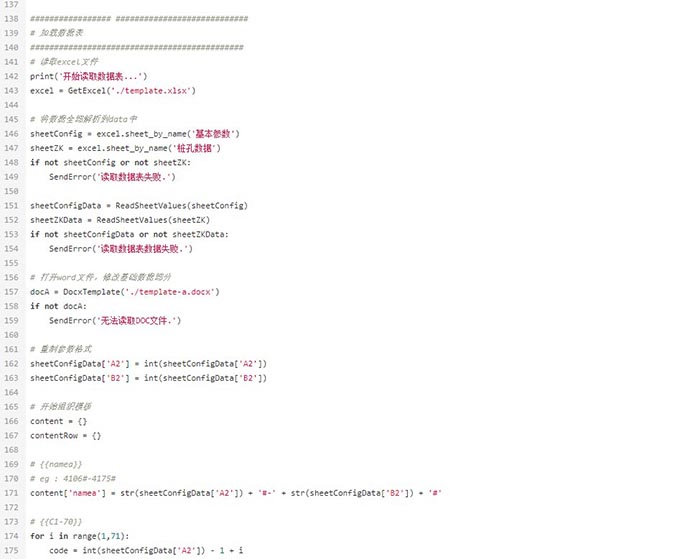 137
138 ################# ############################
139 # 加载数据表
140 #############################################
141 # 读取excel文件
142 print('开始读取数据表...')
143 excel = GetExcel('./template.xlsx')
144
145 # 将数据全部解析到data中
146 sheetConfig = excel.sheet_by_name('基本参数')
147 sheetZK = excel.sheet_by_name('桩孔数据')
148 if not sheetConfig or not sheetZK:
149     SendError('读取数据表失败.')
150
151 sheetConfigData = ReadSheetValues(sheetConfig)
152 sheetZKData = ReadSheetValues(sheetZK)
153 if not sheetConfigData or not sheetZKData:
154     SendError('读取数据表数据失败.')
155
156 # 打开word文件，修改基础数据部分
157 docA = DocxTemplate('./template-a.docx')
158 if not docA:
159     SendError('无法读取DOC文件.')
160
161 # 重制参数格式
162 sheetConfigData['A2'] = int(sheetConfigData['A2'])
163 sheetConfigData['B2'] = int(sheetConfigData['B2'])
164
165 # 开始组织模板
166 content = {}
167 contentRow = {}
168
169 # {{namea}}
170 # eg : 4106#-4175#
171 content['namea'] = str(sheetConfigData['A2']) + '#-' + str(sheetConfigData['B2']) + '#'
172
173 # {{C1-70}}
174 for i in range(1,71):
175     code = int(sheetConfigData['A2']) - 1 + i